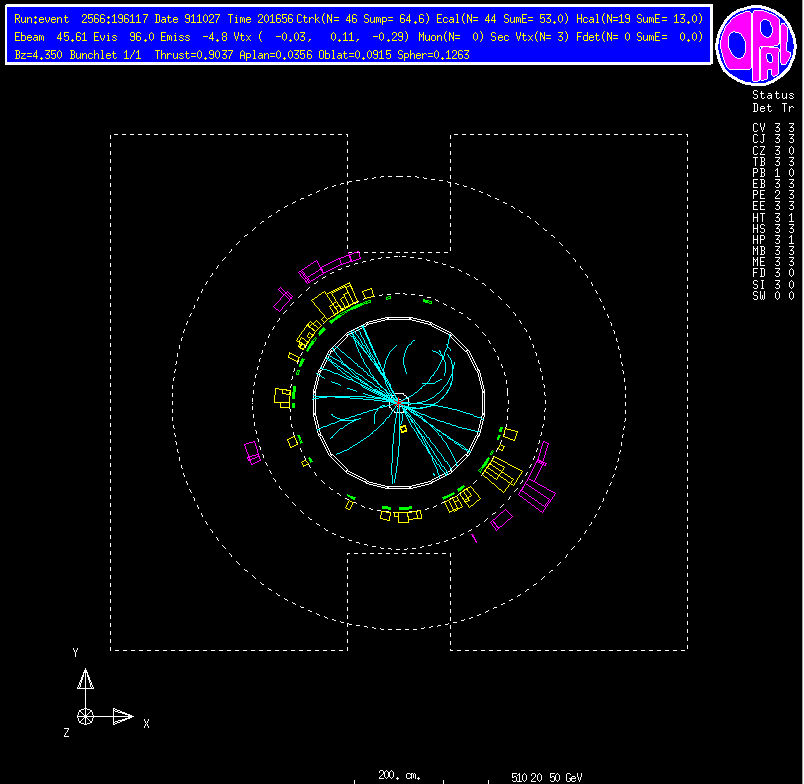 Run:event 2566:196117 Date 911027 Time 201656 Ctrk(N= 46 Sump= 64.6) Ecal(N= 44 SumE= 53.0) Hcal(N=19 SumE= 13.0)
Ebeam 45.61 Evis 96.0 Emiss -4.8 Vtx ( -0.03, 0.11, -0.29) Muon(N= 0) Sec Vtx(N= 3) Fdet(N= 0 SumE= 0.0)
Bz=4.350 Bunchlet 1/1 Thrust=0.9037 Aplan=0.0356 Oblat=0.0915 Spher=0.1263
OPAL
Status
Det Tr
CV 3 3
CJ 3 3
CZ 3 0
TB 3 3
PB 1 0
EB 3 3
PE 2 3
EE 3 3
HT 3 1
HS 3 3
HP 3 1
MB 3 3
ME 3 3
FD 3 0
SI 3 0
SW 0 0
Y
X
Z
200. cm.
5 10 20 50 GeV